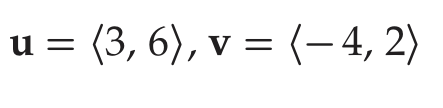 u = ⟨3, 6⟩, v = ⟨− 4, 2⟩